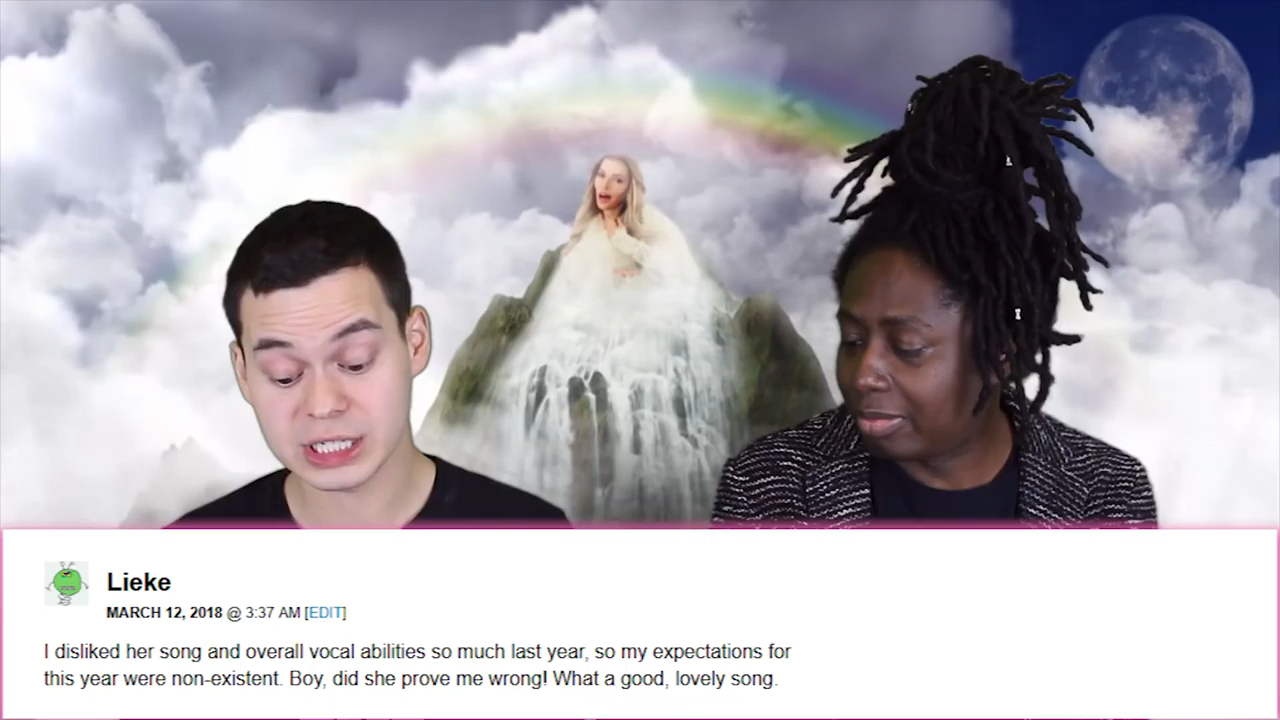 Lieke
MARCH 12, 2018 @ 3:37 AM [EDIT]
I disliked her song and overall vocal abilities so much last year, so my expectations for
this year were non-existent. Boy, did she prove me wrong! What a good, lovely song.